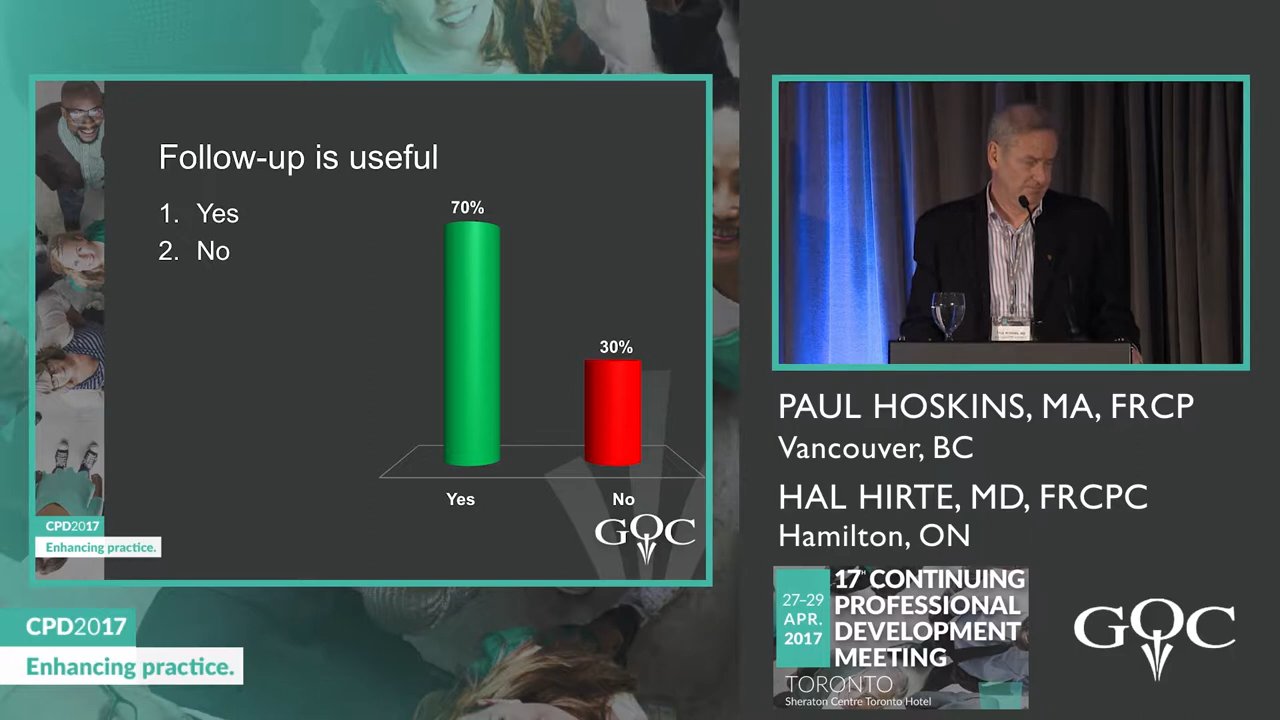 Follow-up is useful
1. Yes
2. No
70%
30%
Yes
No
GOC
CPD2017
Enhancing practice.
CPD2017
Enhancing practice.
PAUL HOSKINS, MA, FRCP
Vancouver, BC
HAL HIRTE, MD, FRCPC
Hamilton, ON
27–29
APR.
2017
17TH CONTINUING
PROFESSIONAL
DEVELOPMENT
MEETING
TORONTO
Sheraton Centre Toronto Hotel
GOC